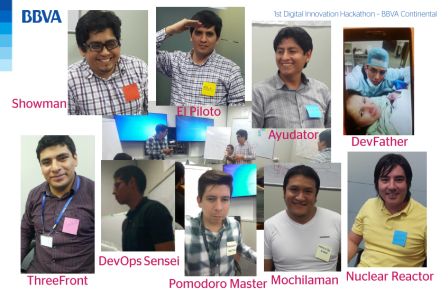 BBVA
1st Digital Innovation Hackathon - BBVA Continental
Showman
El Piloto
Ayudator
DevFather
ThreeFront
DevOps Sensei
Pomodoro Master
Mochilaman
Nuclear Reactor